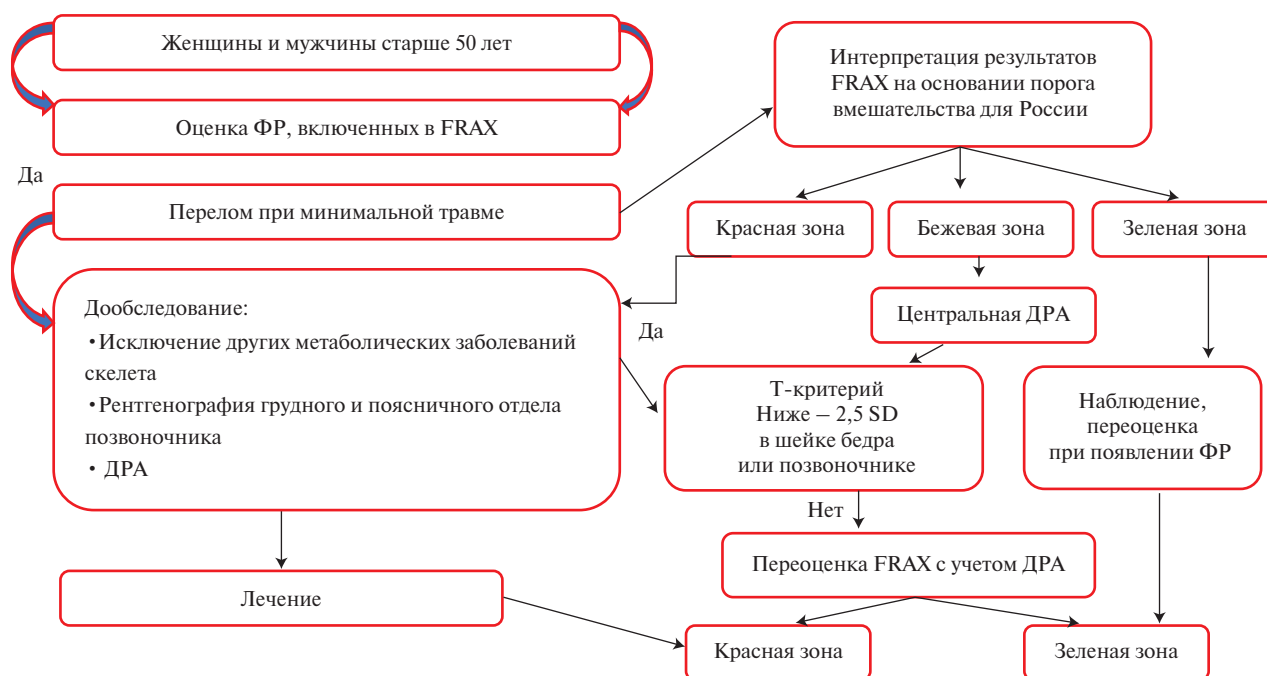 Женщины и мужчины старше 50 лет
Оценка ФР, включенных в FRAX
Да
Перелом при минимальной травме
Дообследование:
• Исключение других метаболических заболеваний
скелета
• Рентгенография грудного и поясничного отдела
позвоночника
• ДРА
Лечение
Интерпретация результатов
FRAX на основании порога
вмешательства для России
Красная зона
Бежевая зона
Зеленая зона
Да
Центральная ДРА
Т-критерий
Ниже – 2,5 SD
в шейке бедра
или позвоночнике
Наблюдение,
переоценка
при появлении ФР
Нет
Переоценка FRAX с учетом ДРА
Красная зона
Зеленая зона